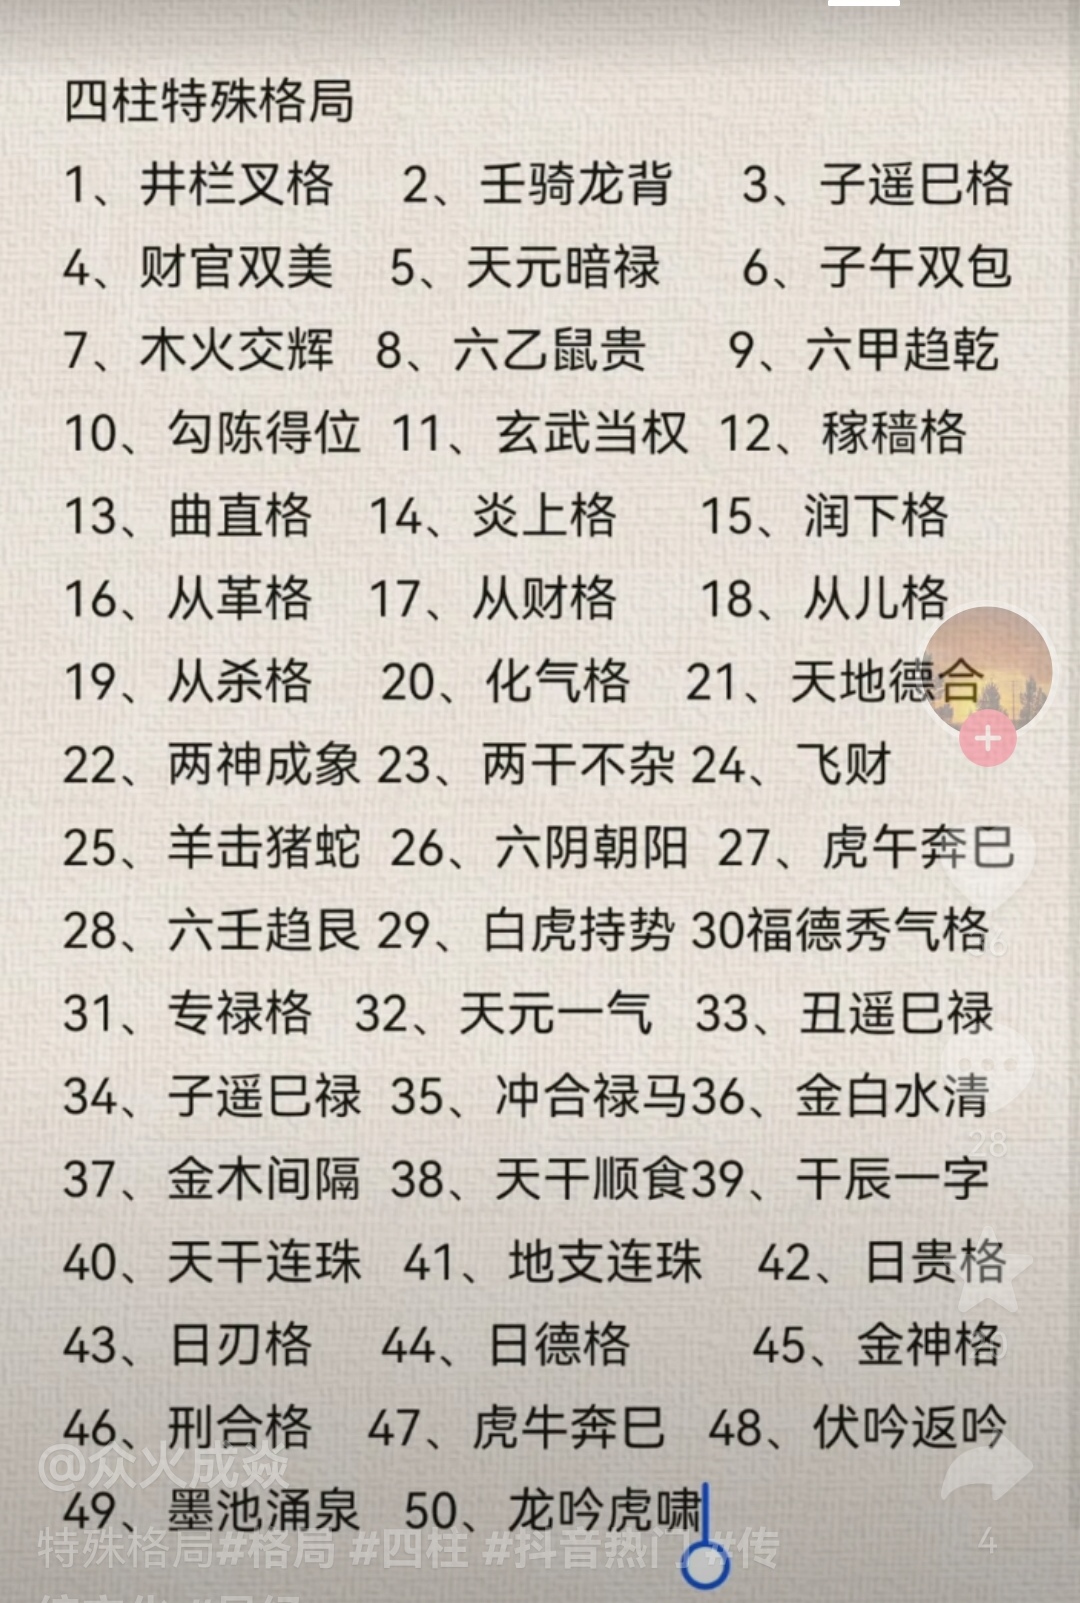 四柱特殊格局
1、井栏叉格 2、壬骑龙背 3、子遥巳格
4、财官双美 5、天元暗禄 6、子午双包
7、木火交辉 8、六乙鼠贵 9、六甲趋乾
10、勾陈得位 11、玄武当权 12、稼穑格
13、曲直格 14、炎上格 15、润下格
16、从革格 17、从财格 18、从儿格
19、从杀格 20、化气格 21、天地德合
22、两神成象 23、两干不杂 24、飞财
25、羊击猪蛇 26、六阴朝阳 27、虎午奔巳
28、六壬趋艮 29、白虎持势 30福德秀气格
31、专禄格 32、天元一气 33、丑遥巳禄
34、子遥巳禄 35、冲合禄马36、金白水清
28
37、金木间隔 38、天干顺食39、干辰一字
40、天干连珠 41、地支连珠 42、日贵格
43、日刃格 44、日德格 45、金神格
46、刑合格 47、虎牛奔巳 48、伏吟返吟
@众火成焱
49、墨池涌泉 50、龙吟虎啸
特殊格局#格局 #四柱 #抖音热门 #传
4